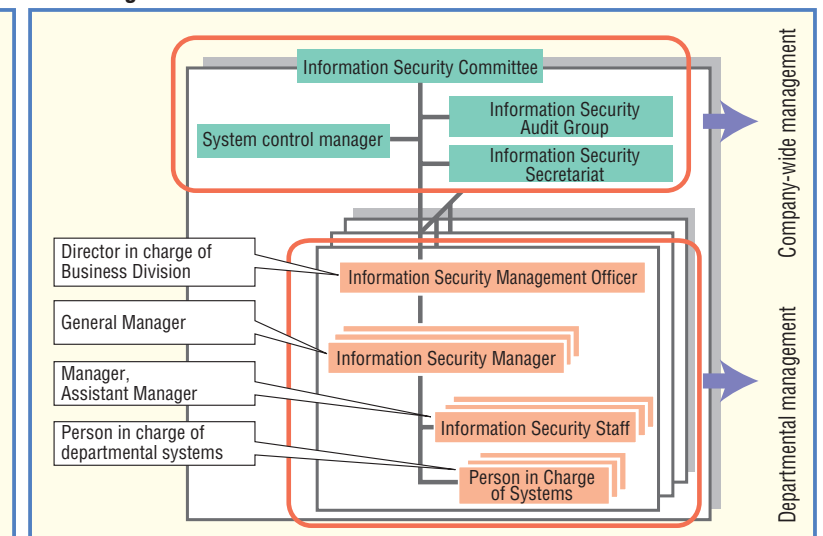 Information Security Committee
System control manager
Information Security
Audit Group
Information Security
Secretariat
Company-wide management
Director in charge of
Business Division
Information Security Management Officer
General Manager
Information Security Manager
Manager,
Assistant Manager
Information Security Staff
Person in charge of
departmental systems
Person in Charge
of Systems
Departmental management